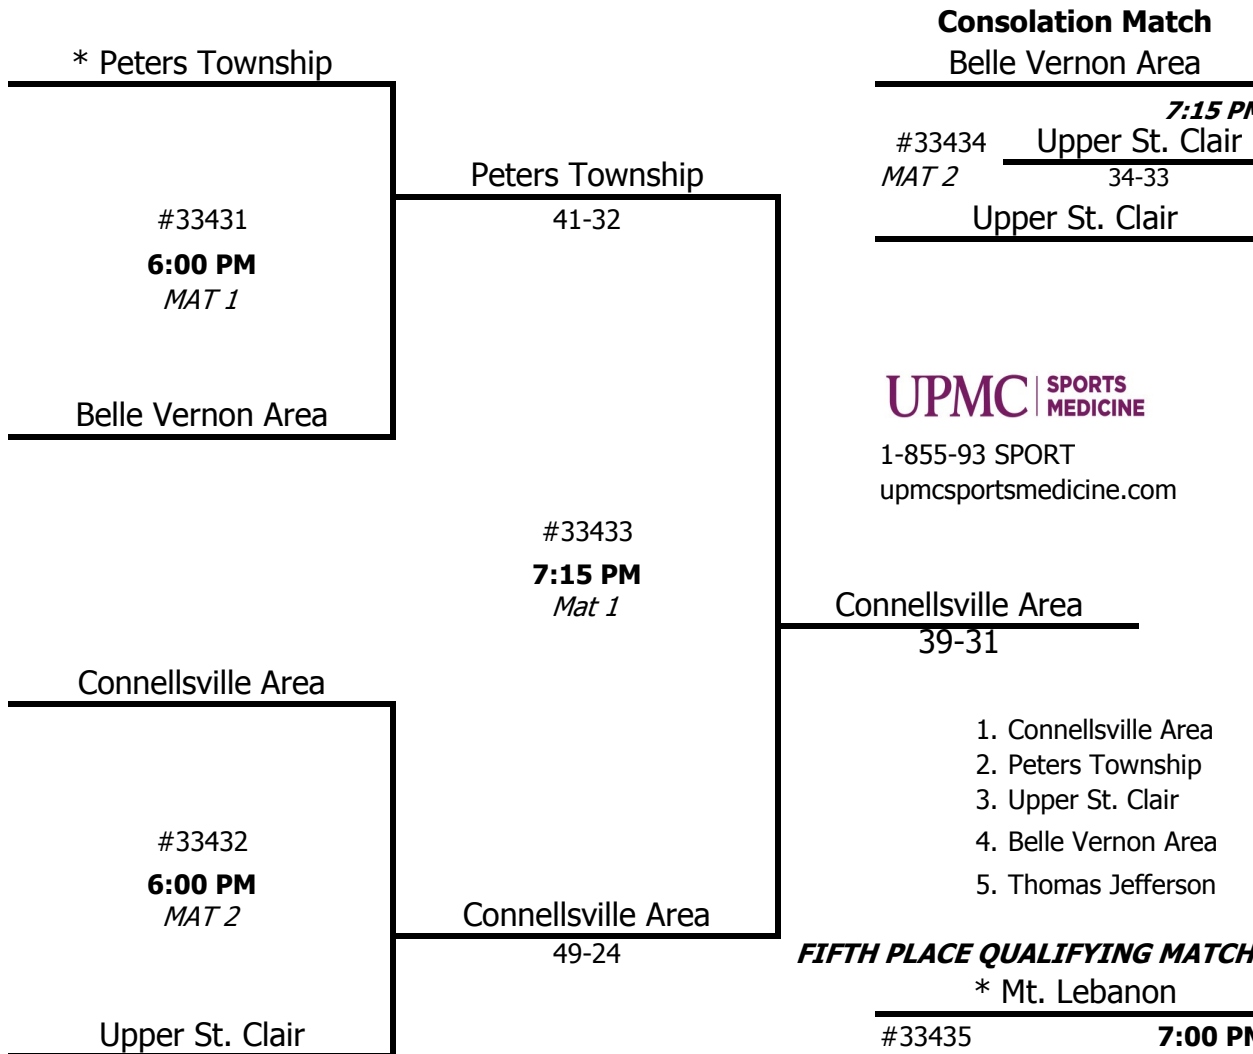 Consolation Match
* Peters Township
Belle Vernon Area
7:15 PM
#33434
Upper St. Clair
MAT 2
34-33
Upper St. Clair
Peters Township
41-32
#33431
6:00 PM
MAT 1
Belle Vernon Area
UPMC SPORTS MEDICINE
1-855-93 SPORT
upmcsportsmedicine.com
#33433
7:15 PM
Mat 1
Connellsville Area
39-31
Connellsville Area
1. Connellsville Area
2. Peters Township
3. Upper St. Clair
4. Belle Vernon Area
5. Thomas Jefferson
#33432
6:00 PM
MAT 2
Connellsville Area
49-24
Upper St. Clair
FIFTH PLACE QUALIFYING MATCH
* Mt. Lebanon
#33435
7:00 PM